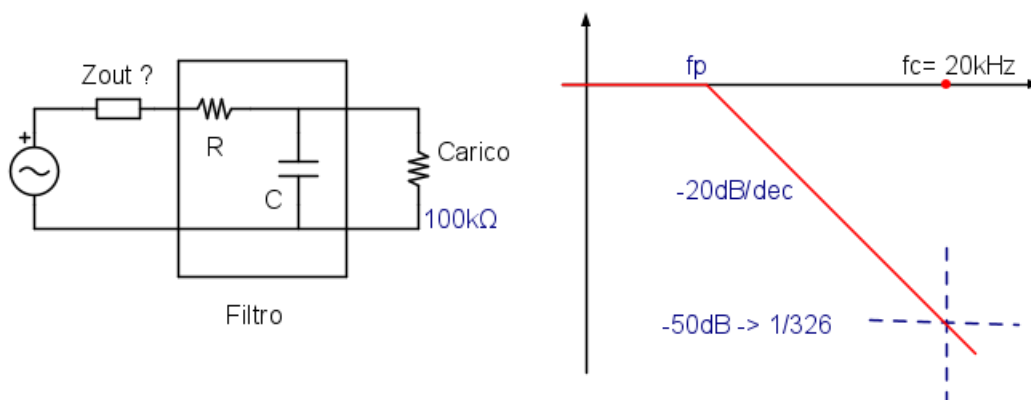 Zout ?
+
R
C
Carico
100kΩ
Filtro
fp
fc= 20kHz
-20dB/dec
-50dB -> 1/326